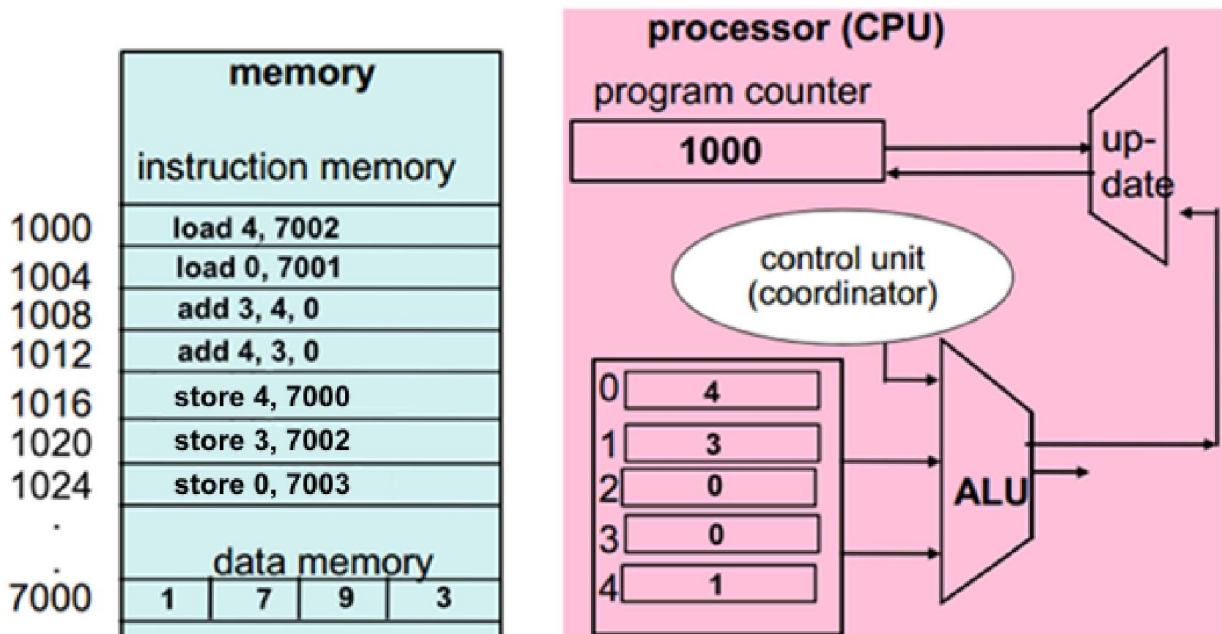 memory
instruction memory
1000 load 4, 7002
1004 load 0, 7001
1008 add 3, 4, 0
1012 add 4, 3, 0
1016 store 4, 7000
1020 store 3, 7002
1024 store 0, 7003
.
.
data memory
7000 1 7 9 3
processor (CPU)
program counter
1000
up-
date
control unit
(coordinator)
0 4
1 3
2 0
3 0
4 1
ALU